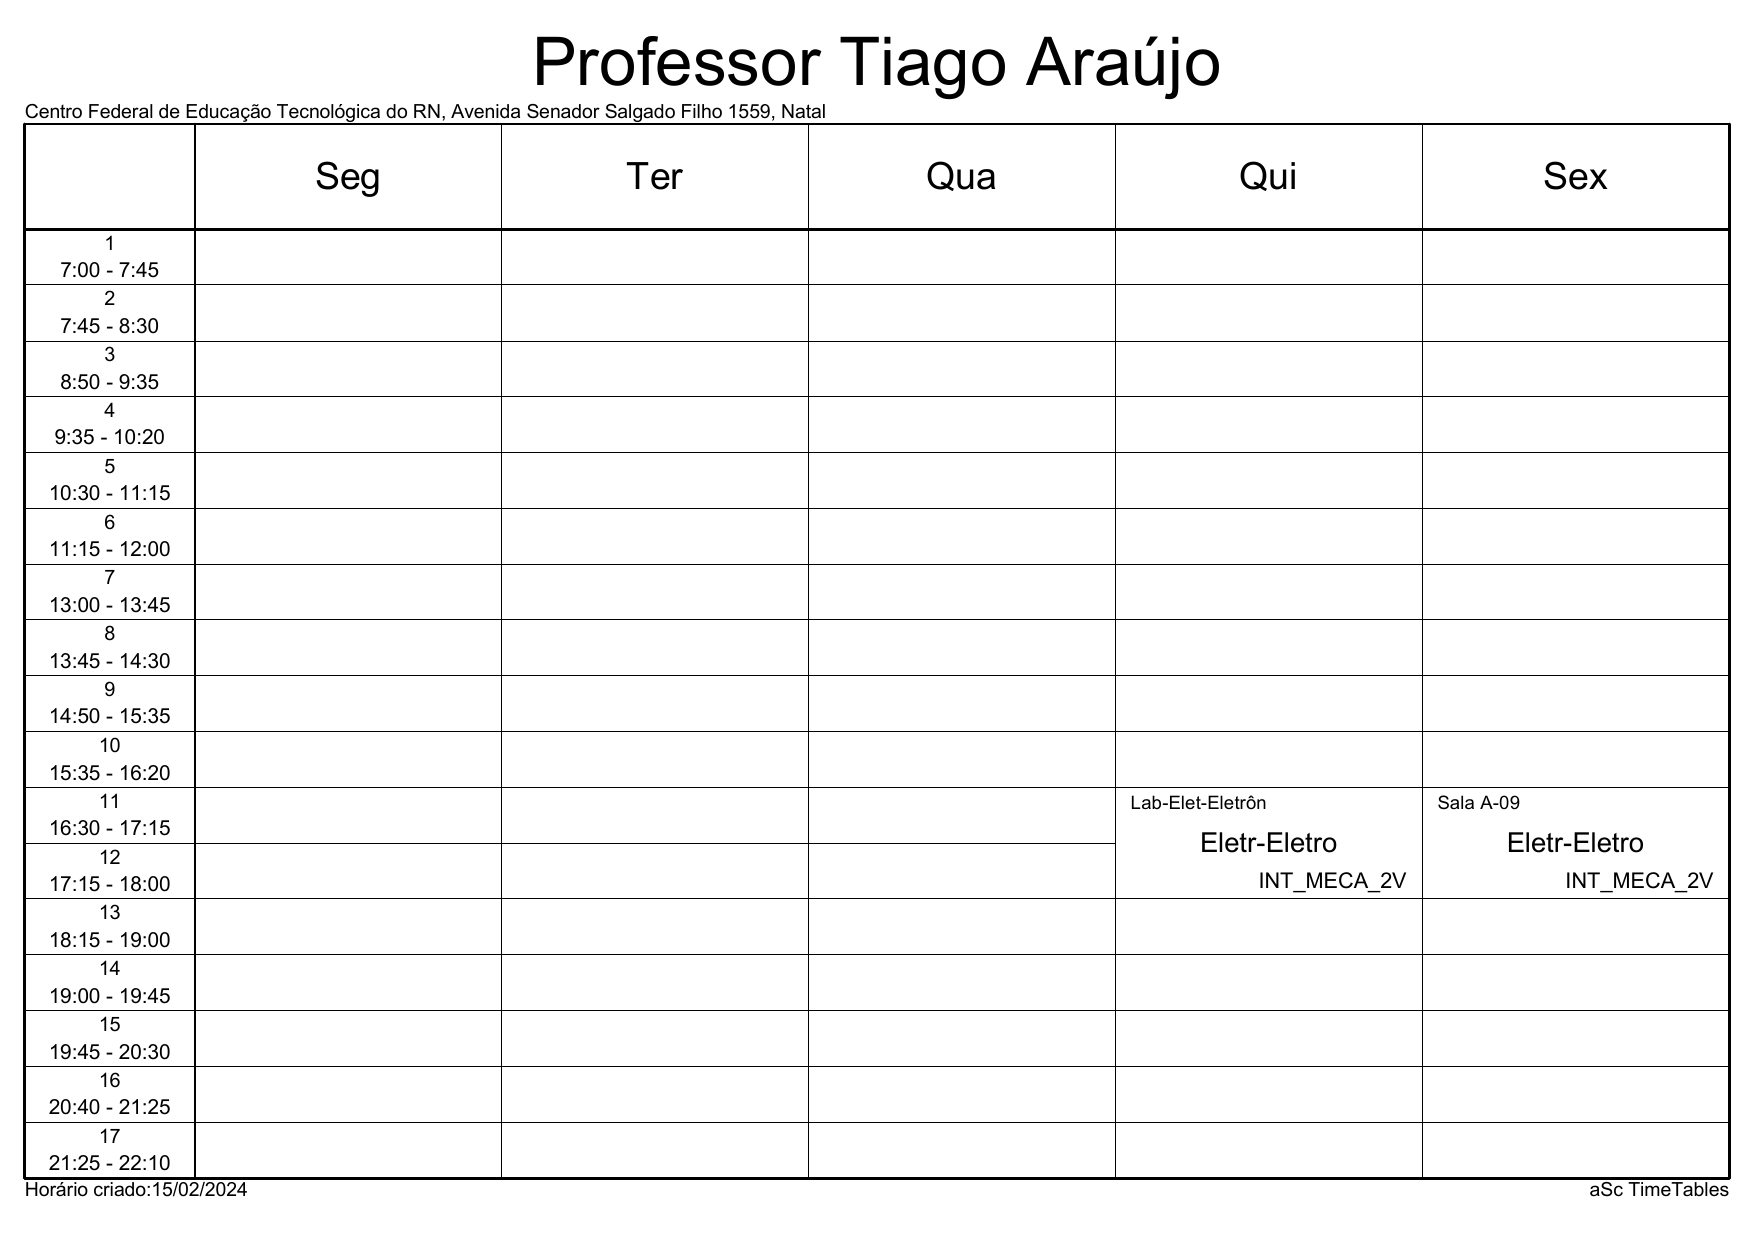 Professor Tiago Araújo
Centro Federal de Educação Tecnológica do RN, Avenida Senador Salgado Filho 1559, Natal
Seg Ter Qua Qui Sex
1
7:00 - 7:45
2
7:45 - 8:30
3
8:50 - 9:35
4
9:35 - 10:20
5
10:30 - 11:15
6
11:15 - 12:00
7
13:00 - 13:45
8
13:45 - 14:30
9
14:50 - 15:35
10
15:35 - 16:20
11
16:30 - 17:15
12
17:15 - 18:00
Lab-Elet-Eletrôn
Eletr-Eletro
INT_MECA_2V
Sala A-09
Eletr-Eletro
INT_MECA_2V
13
18:15 - 19:00
14
19:00 - 19:45
15
19:45 - 20:30
16
20:40 - 21:25
17
21:25 - 22:10
Horário criado:15/02/2024
aSc TimeTables